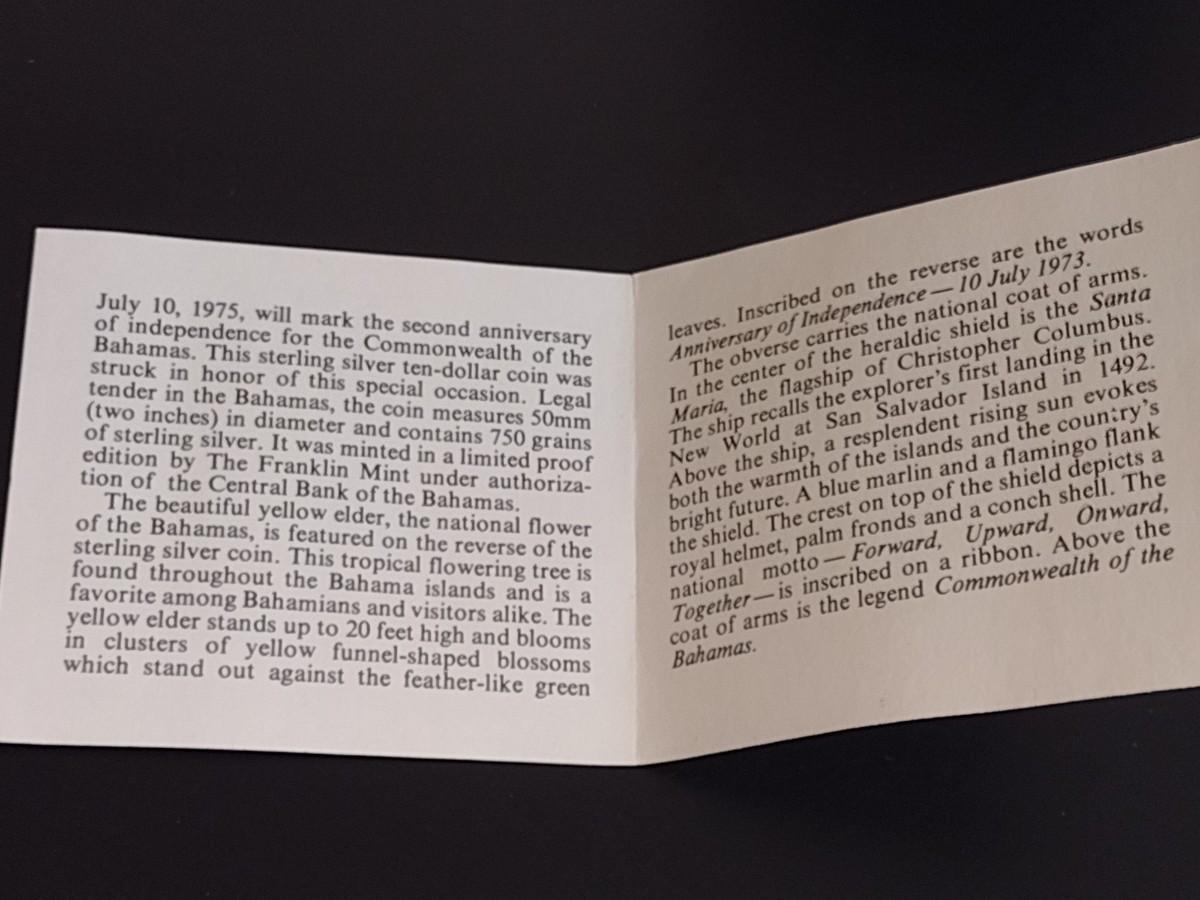 July 10, 1975, will mark the second anniversary
of independence for the Commonwealth of the
Bahamas. This sterling silver ten-dollar coin was
struck in honor of this special occasion. Legal
tender in the Bahamas, the coin measures 50mm
(two inches) in diameter and contains 750 grains
of sterling silver. It was minted in a limited proof
edition by The Franklin Mint under authoriza-
tion of the Central Bank of the Bahamas.
The beautiful yellow elder, the national flower
of the Bahamas, is featured on the reverse of the
sterling silver coin. This tropical flowering tree is
found throughout the Bahama islands and is a
favorite among Bahamians and visitors alike. The
yellow elder stands up to 20 feet high and blooms
in clusters of yellow funnel-shaped blossoms
which stand out against the feather-like green
leaves. Inscribed on the reverse are the words
Anniversary of Independence — 10 July 1973.
The obverse carries the national coat of arms.
In the center of the heraldic shield is the Santa
Maria, the flagship of Christopher Columbus.
The ship recalls the explorer's first landing in the
New World at San Salvador Island in 1492.
Above the ship, a resplendent rising sun evokes
both the warmth of the islands and the country's
bright future. A blue marlin and a flamingo flank
the shield. The crest on top of the shield depicts a
royal helmet, palm fronds and a conch shell. The
national motto — Forward, Upward, Onward,
Together — is inscribed on a ribbon. Above the
coat of arms is the legend Commonwealth of the
Bahamas.